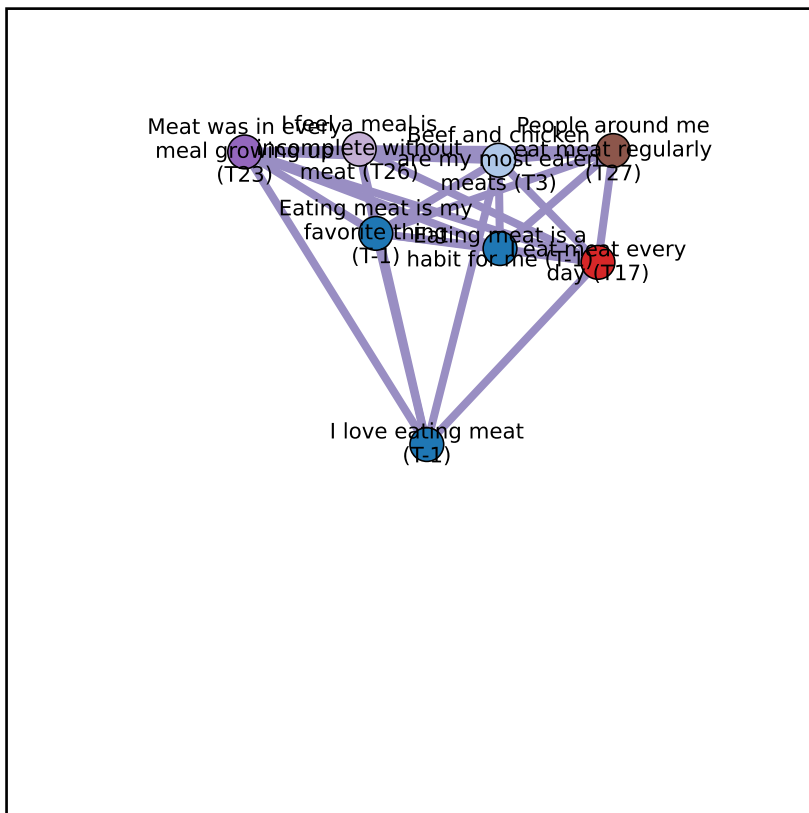 Meat was in every
meal growing up
(T23)
I feel a meal is
incomplete without
meat (T26)
Beef and chicken
are my most eaten
meats (T3)
People around me
eat meat regularly
(T27)
Eating meat is my
favorite thing
(T-1)
Eating meat is a
habit for me (T-1)
I eat meat every
day (T17)
I love eating meat
(T-1)